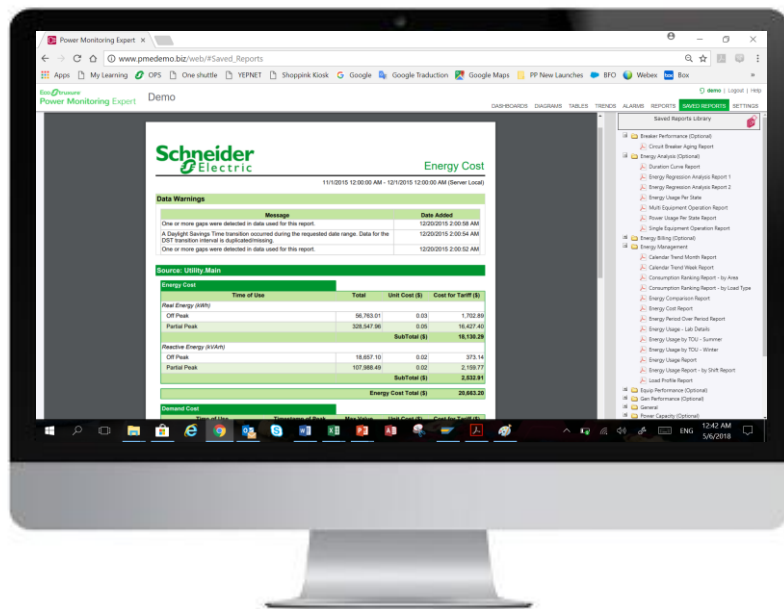 Power Monitoring Expert
www.pmedemo.biz/web/#Saved_Reports
Apps My Learning OPS One shuttle YEPNET Shoppink Kiosk Google Google Traduction Google Maps PP New Launches BFO Webex Box
demo | Logout | Help
Power Monitoring Expert Demo
DASHBOARDS DIAGRAMS TABLES TRENDS ALARMS REPORTS SAVED REPORTS SETTINGS
Schneider
Electric
Energy Cost
11/1/2015 12:00:00 AM - 12/1/2015 12:00:00 AM (Server Local)
Data Warnings
Message Date Added
One or more gaps were detected in data used for this report. 12/20/2015 2:00:58 AM
A Daylight Savings Time transition occurred during the requested date range. Data for the 12/20/2015 2:00:54 AM
DST transition interval is duplicated/missing.
One or more gaps were detected in data used for this report. 12/20/2015 2:00:52 AM
Source: Utility.Main
Energy Cost
Time of Use Total Unit Cost ($) Cost for Tariff ($)
Real Energy (kWh)
Off Peak 56,763.01 0.03 1,702.89
Partial Peak 328,547.96 0.05 16,427.40
SubTotal ($) 18,130.29
Reactive Energy (kVArh)
Off Peak 18,657.10 0.02 373.14
Partial Peak 107,988.49 0.02 2,159.77
SubTotal ($) 2,532.91
Energy Cost Total ($) 20,663.20
Demand Cost
Time of Use Timestamp of Peak Max Value Unit Cost ($) Cost for Tariff ($)
Saved Reports Library
Breaker Performance (Optional)
Circuit Breaker Aging Report
Energy Analysis (Optional)
Duration Curve Report
Energy Regression Analysis Report 1
Energy Regression Analysis Report 2
Energy Usage Per State
Multi Equipment Operation Report
Power Usage Per State Report
Single Equipment Operation Report
Energy Billing (Optional)
Energy Management
Calendar Trend Month Report
Calendar Trend Week Report
Consumption Ranking Report - by Area
Consumption Ranking Report - by Load Type
Energy Comparison Report
Energy Cost Report
Energy Period Over Period Report
Energy Usage - Lab Details
Energy Usage by TOU - Summer
Energy Usage by TOU - Winter
Energy Usage Report
Energy Usage Report - by Shift Report
Load Profile Report
Equip Performance (Optional)
Gen Performance (Optional)
General
Power Capacity (Optional)
ENG
12:42 AM
5/6/2018